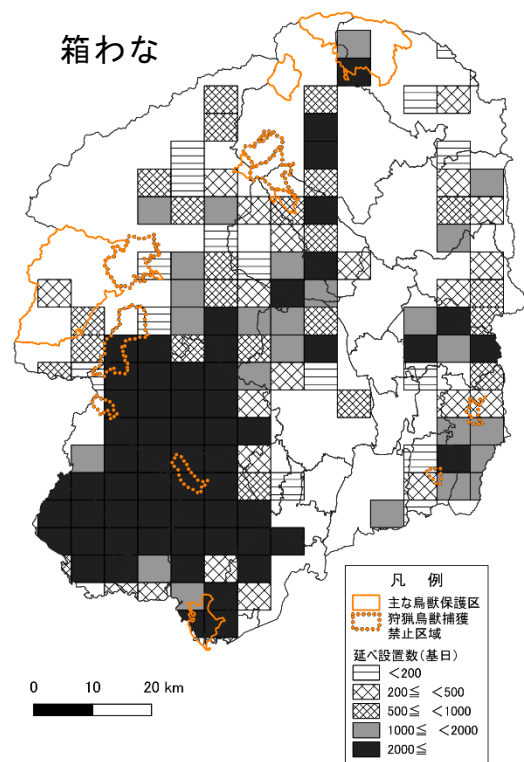 箱わな
凡 例
主な鳥獣保護区
狩猟鳥獣捕獲
禁止区域
延べ設置数(基日)
<200
200≦ <500
500≦ <1000
1000≦ <2000
2000≦
0 10 20 km